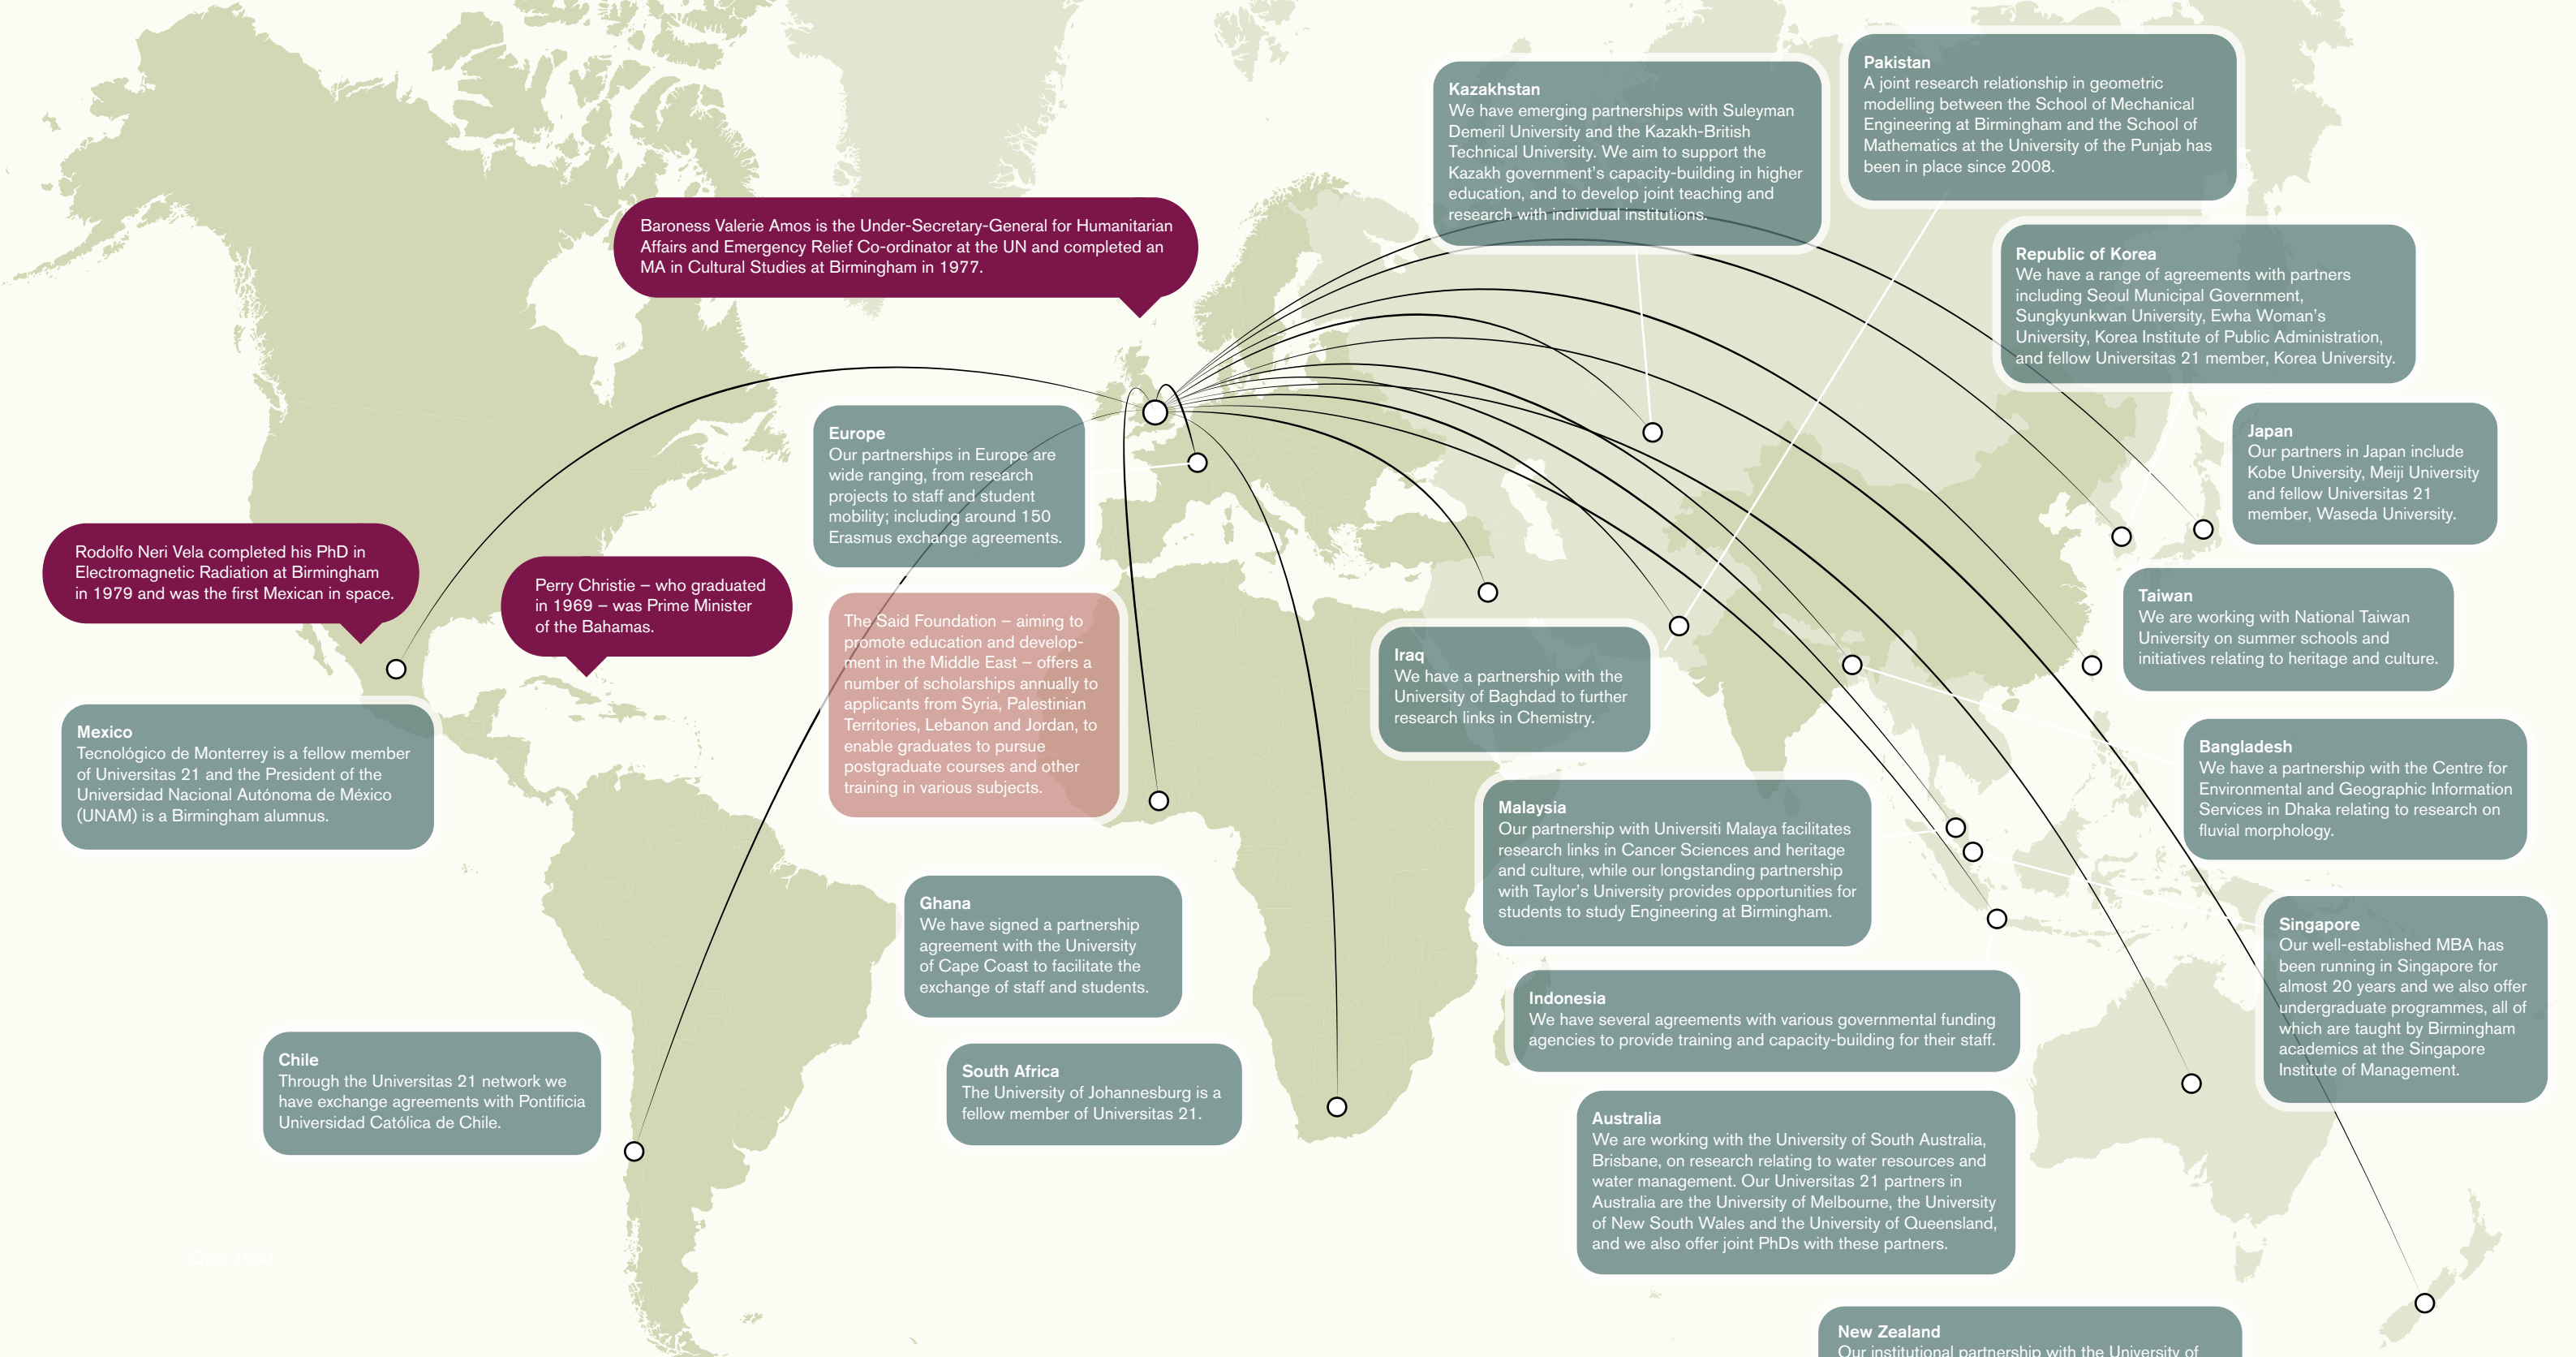 Kazakhstan
We have emerging partnerships with Suleyman
Demeril University and the Kazakh-British
Technical University. We aim to support the
Kazakh government’s capacity-building in higher
education, and to develop joint teaching and
research with individual institutions.
Pakistan
A joint research relationship in geometric
modelling between the School of Mechanical
Engineering at Birmingham and the School of
Mathematics at the University of the Punjab has
been in place since 2008.
Baroness Valerie Amos is the Under-Secretary-General for Humanitarian
Affairs and Emergency Relief Co-ordinator at the UN and completed an
MA in Cultural Studies at Birmingham in 1977.
Republic of Korea
We have a range of agreements with partners
including Seoul Municipal Government,
Sungkyunkwan University, Ewha Woman’s
University, Korea Institute of Public Administration,
and fellow Universitas 21 member, Korea University.
Europe
Our partnerships in Europe are
wide ranging, from research
projects to staff and student
mobility; including around 150
Erasmus exchange agreements.
Japan
Our partners in Japan include
Kobe University, Meiji University
and fellow Universitas 21
member, Waseda University.
Rodolfo Neri Vela completed his PhD in
Electromagnetic Radiation at Birmingham
in 1979 and was the first Mexican in space.
Perry Christie – who graduated
in 1969 – was Prime Minister
of the Bahamas.
The Said Foundation – aiming to
promote education and develop-
ment in the Middle East – offers a
number of scholarships annually to
applicants from Syria, Palestinian
Territories, Lebanon and Jordan, to
enable graduates to pursue
postgraduate courses and other
training in various subjects.
Taiwan
We are working with National Taiwan
University on summer schools and
initiatives relating to heritage and culture.
Iraq
We have a partnership with the
University of Baghdad to further
research links in Chemistry.
Mexico
Tecnológico de Monterrey is a fellow member
of Universitas 21 and the President of the
Universidad Nacional Autónoma de México
(UNAM) is a Birmingham alumnus.
Bangladesh
We have a partnership with the Centre for
Environmental and Geographic Information
Services in Dhaka relating to research on
fluvial morphology.
Malaysia
Our partnership with Universiti Malaya facilitates
research links in Cancer Sciences and heritage
and culture, while our longstanding partnership
with Taylor’s University provides opportunities for
students to study Engineering at Birmingham.
Ghana
We have signed a partnership
agreement with the University
of Cape Coast to facilitate the
exchange of staff and students.
Singapore
Our well-established MBA has
been running in Singapore for
almost 20 years and we also offer
undergraduate programmes, all of
which are taught by Birmingham
academics at the Singapore
Institute of Management.
Indonesia
We have several agreements with various governmental funding
agencies to provide training and capacity-building for their staff.
Chile
Through the Universitas 21 network we
have exchange agreements with Pontificia
Universidad Católica de Chile.
South Africa
The University of Johannesburg is a
fellow member of Universitas 21.
Australia
We are working with the University of South Australia,
Brisbane, on research relating to water resources and
water management. Our Universitas 21 partners in
Australia are the University of Melbourne, the University
of New South Wales and the University of Queensland,
and we also offer joint PhDs with these partners.
Over 1500
New Zealand
Our institutional partnership with the University of